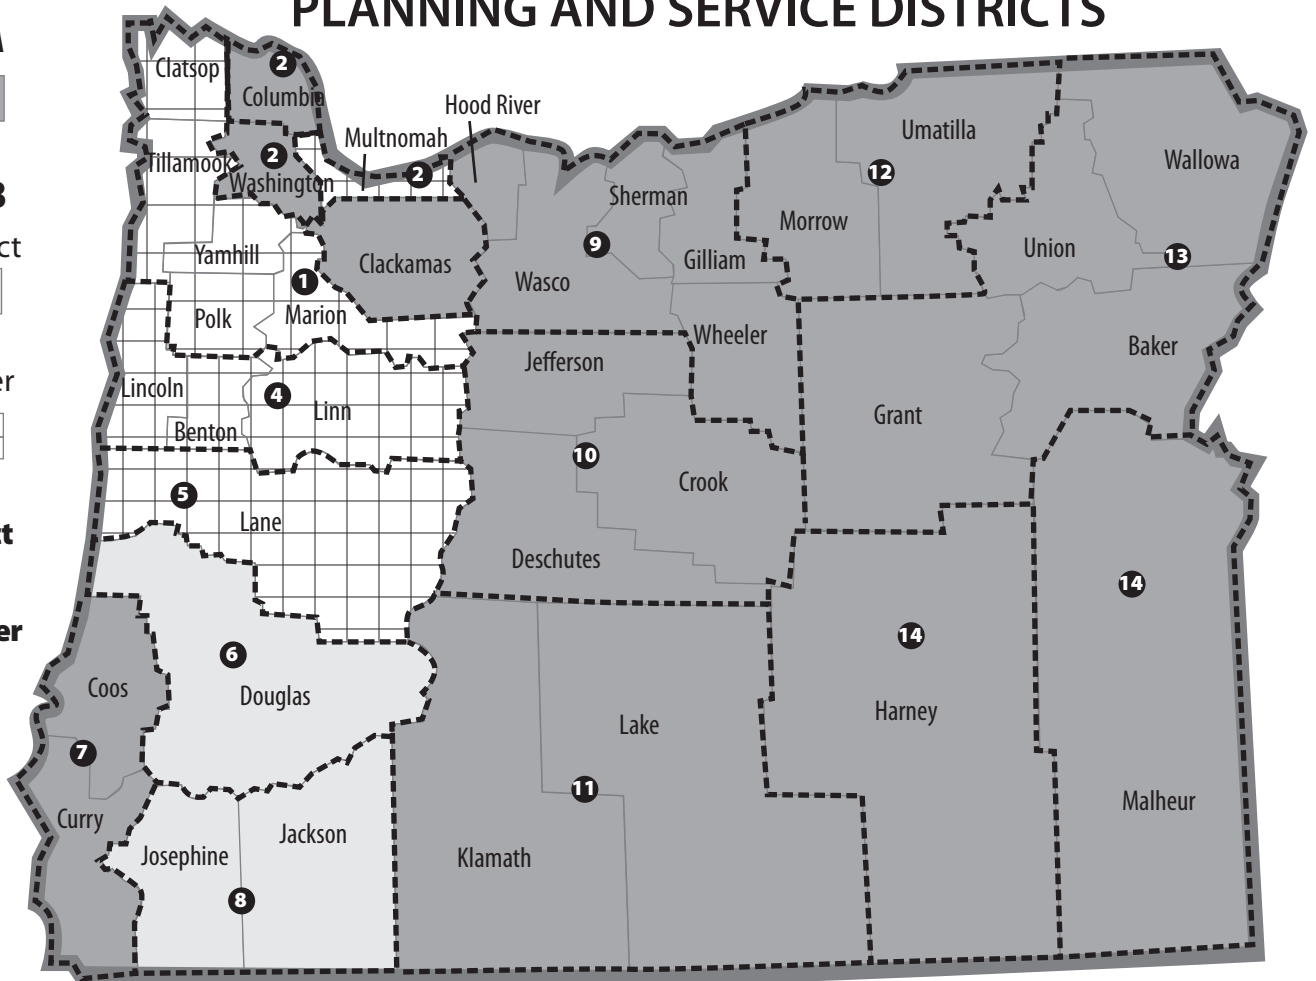 PLANNING AND SERVICE DISTRICTS
Clatsop
2
Columbia
Hood River
Multnomah
Tillamook
2
Washington
2
Umatilla
12
Wallowa
Sherman
Morrow
Yamhill
Clackamas
9
Gilliam
Union
13
1
Wasco
Polk
Marion
Wheeler
Baker
Jefferson
Lincoln
4
Linn
Grant
Benton
10
Crook
5
Lane
Deschutes
14
14
6
Coos
Douglas
Lake
Harney
7
11
Malheur
Curry
Jackson
Josephine
Klamath
8
ct
er
er